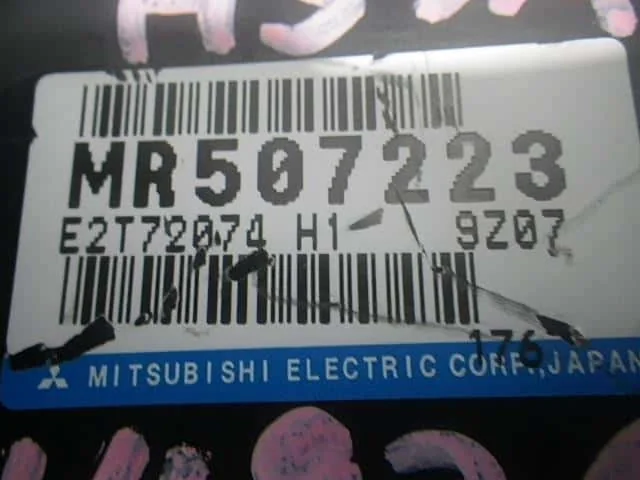 MR507223
E2T72074 H1 9Z07
176
MITSUBISHI ELECTRIC CORP., JAPAN